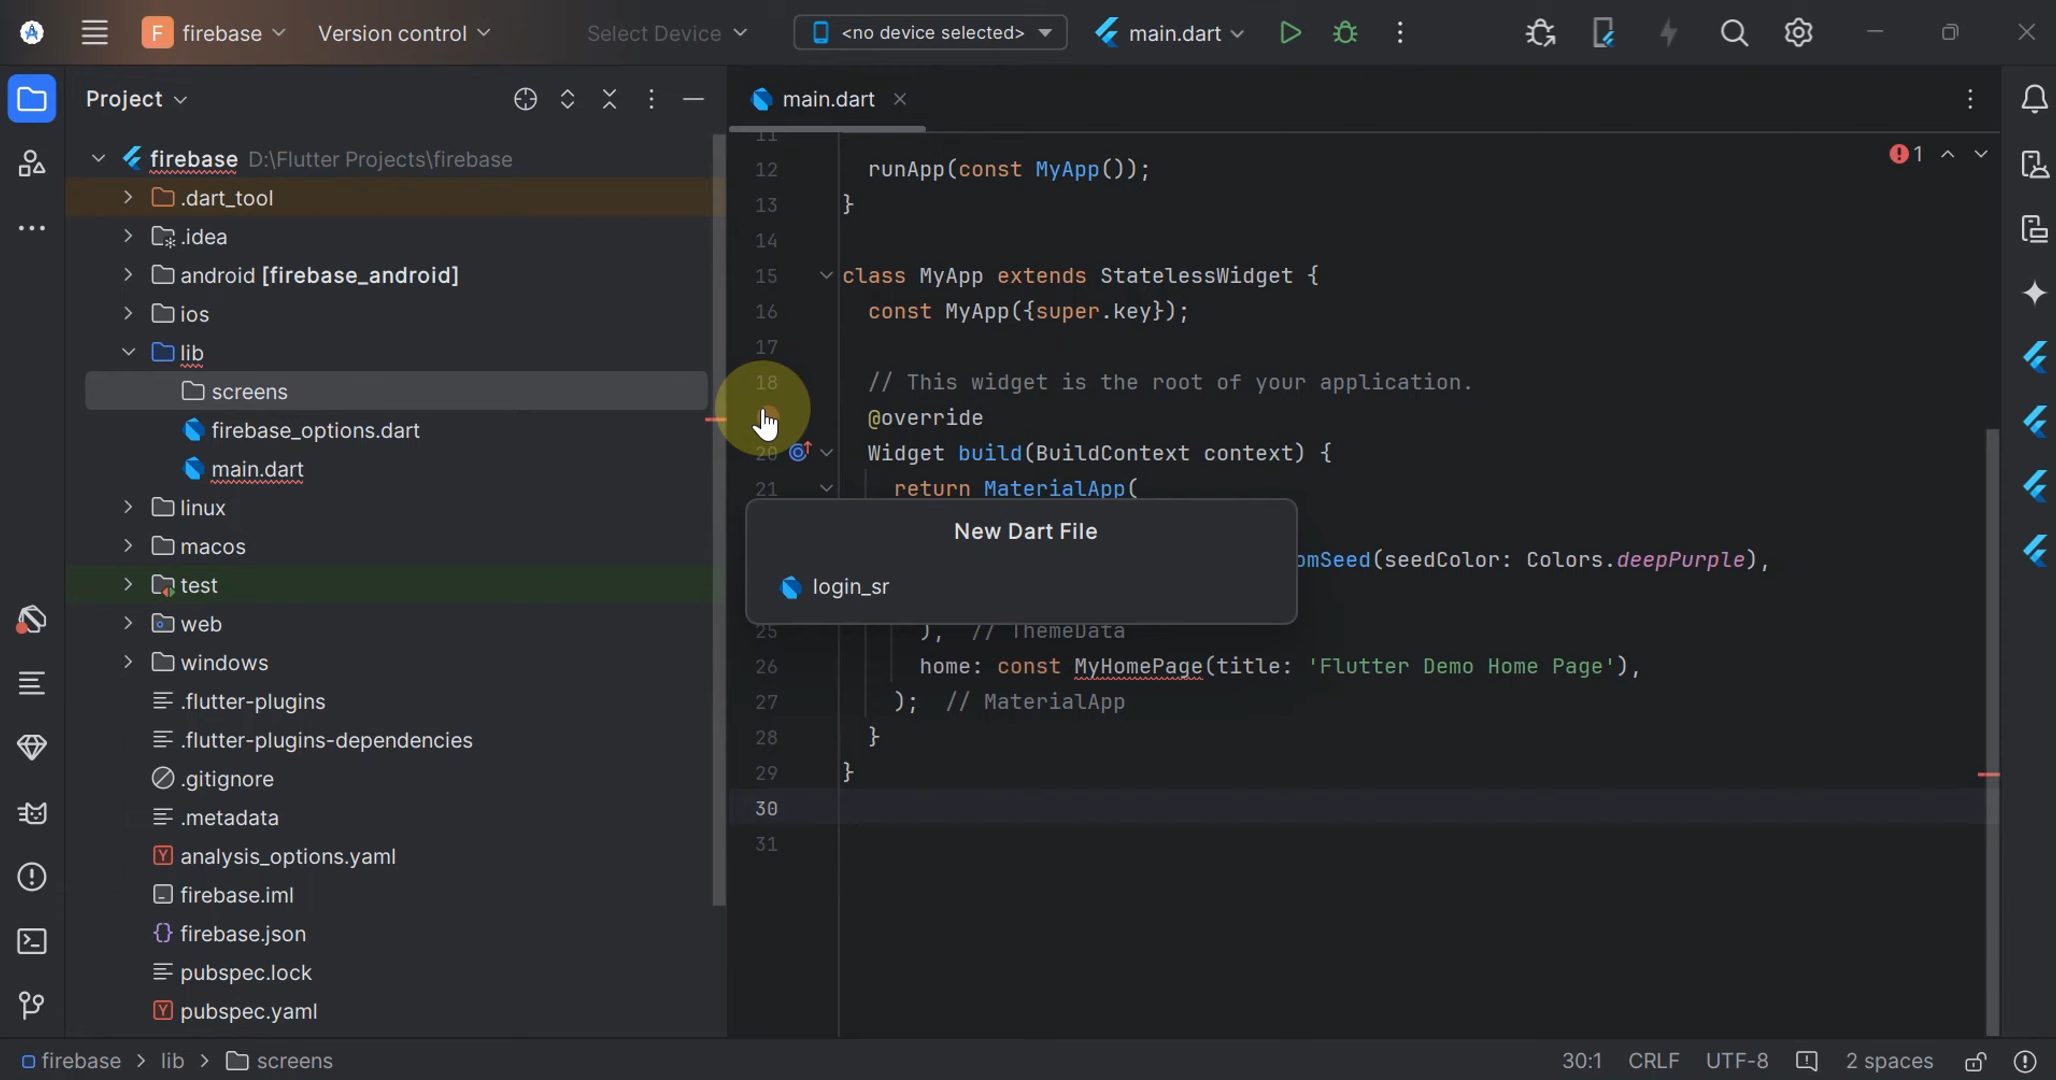 F firebase Version control Select Device <no device selected> main.dart
Project
main.dart
firebase D:\Flutter Projects\firebase
.dart_tool
.idea
android [firebase_android]
ios
lib
screens
firebase_options.dart
main.dart
linux
macos
test
web
windows
.flutter-plugins
.flutter-plugins-dependencies
.gitignore
.metadata
analysis_options.yaml
firebase.iml
firebase.json
pubspec.lock
pubspec.yaml
11
12 runApp(const MyApp());
13 }
14
15 class MyApp extends StatelessWidget {
16 const MyApp({super.key});
17
18 // This widget is the root of your application.
@override
20 Widget build(BuildContext context) {
21 return MaterialApp(
New Dart File
omSeed(seedColor: Colors.deepPurple),
login_sr
25 ), // ThemeData
26 home: const MyHomePage(title: 'Flutter Demo Home Page'),
27 ); // MaterialApp
28 }
29 }
30
31
1
firebase > lib > screens 30:1 CRLF UTF-8 2 spaces